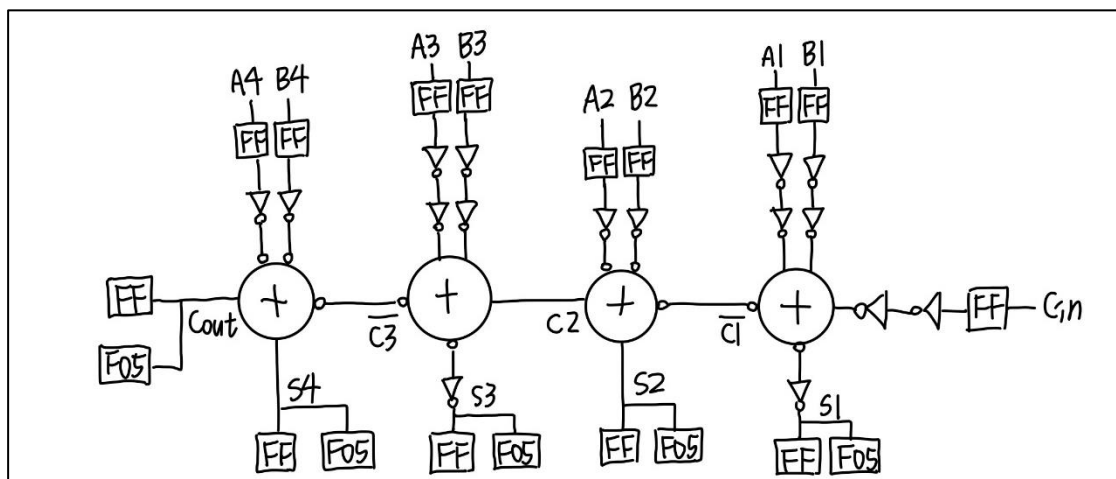 A3 B3
A1 B1
A4 B4
FF FF
FF FF
A2 B2
FF FF
FF FF
+ + + +
FF
Cout
C3
C2
C1
FF
Cin
FO5
S4
S3
S2
S1
FF FO5
FF FO5
FF FO5
FF FO5